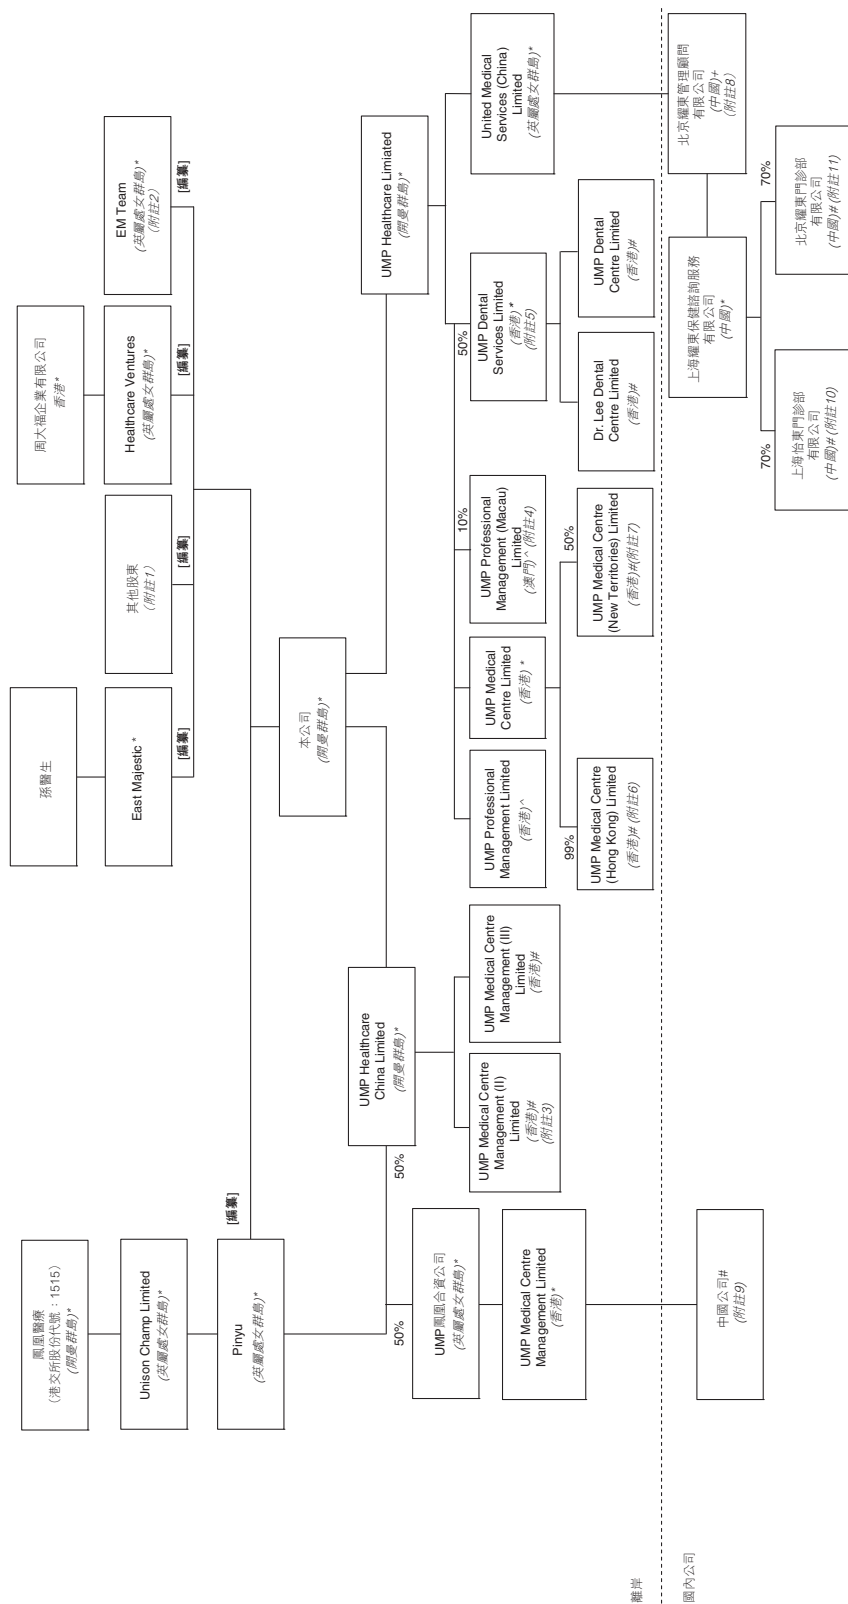 鳳凰醫療
（港交所股份代號：1515）
(開曼群島)*
Unison Champ Limited
(英屬處女群島)*
Pinyu
(英屬處女群島)*
[編纂]
孫醫生
East Majestic *
[編纂]
其他股東
（附註1）
[編纂]
周大福企業有限公司
香港*
Healthcare Ventures
(英屬處女群島)*
[編纂]
EM Team
(英屬處女群島)*
(附註2)
[編纂]
本公司
(開曼群島)*
UMP Healthcare
China Limited
(開曼群島)*
UMP Healthcare Limiated
(開曼群島)*
50%
50%
UMP鳳凰合資公司
(英屬處女群島)*
UMP Medical Centre
Management Limited
(香港)*
UMP Medical Centre
Management (II)
Limited
(香港)#
(附註3)
UMP Medical Centre
Management (III)
Limited
(香港)#
UMP Professional
Management Limited
(香港)^
UMP Medical
Centre Limited
(香港) *
10%
UMP Professional
Management (Macau)
Limited
(澳門)^ (附註4)
50%
UMP Dental
Services Limited
(香港) *
(附註5)
United Medical
Services (China)
Limited
(英屬處女群島)*
99%
UMP Medical Centre
(Hong Kong) Limited
(香港)# (附註6)
50%
UMP Medical Centre
(New Territories) Limited
(香港)#(附註7)
Dr. Lee Dental
Centre Limited
(香港)#
UMP Dental
Centre Limited
(香港)#
離岸
國內公司
中國公司#
(附註9)
上海耀東保健諮詢服務
有限公司
(中國)*
北京耀東管理顧問
有限公司
(中國)+
(附註8）
70%
上海怡東門診部
有限公司
(中國)# (附註10)
70%
北京耀東門診部
有限公司
(中國)# (附註11)